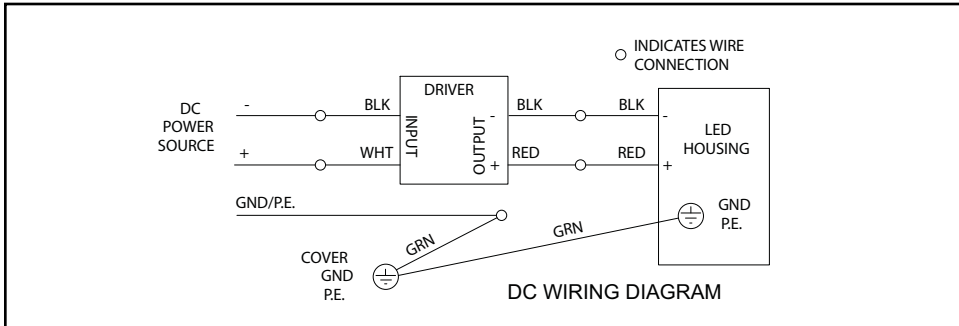 INDICATES WIRE
CONNECTION
DRIVER
DC
POWER
SOURCE
-
BLK
INPUT
OUTPUT
-
BLK
BLK
-
LED
HOUSING
+
WHT
+
RED
RED
+
GND/P.E.
GND
P.E.
GRN
GRN
COVER
GND
P.E.
DC WIRING DIAGRAM